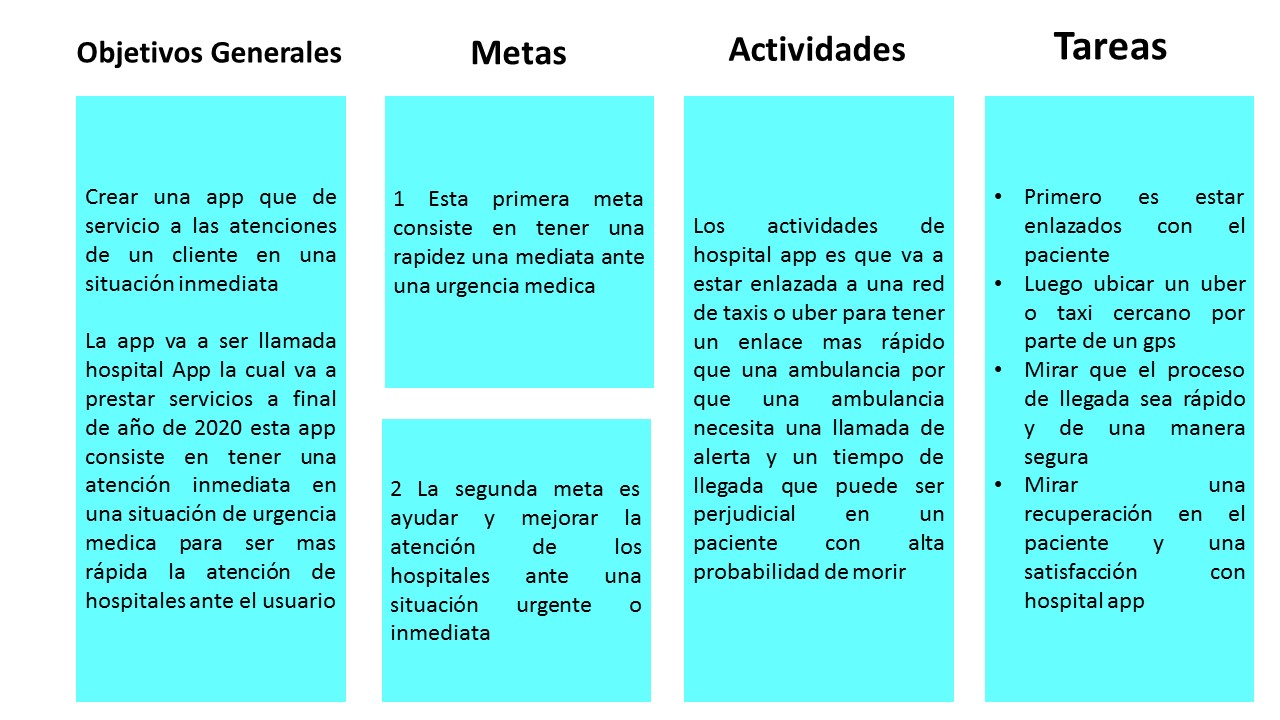 Objetivos Generales
Crear una app que de
servicio a las atenciones
de un cliente en una
situación inmediata
La app va a ser llamada
hospital App la cual va a
prestar servicios a final
de año de 2020 esta app
consiste en tener una
atención inmediata en
una situación de urgencia
medica para ser mas
rápida la atención de
hospitales ante el usuario
Metas
1 Esta primera meta
consiste en tener una
rapidez una mediata ante
una urgencia medica
2 La segunda meta es
ayudar y mejorar la
atención de los
hospitales ante una
situación urgente o
inmediata
Actividades
Los actividades de
hospital app es que va a
estar enlazada a una red
de taxis o uber para tener
un enlace mas rápido
que una ambulancia por
que una ambulancia
necesita una llamada de
alerta y un tiempo de
llegada que puede ser
perjudicial en un
paciente con alta
probabilidad de morir
Tareas
• Primero es estar
enlazados con el
paciente
• Luego ubicar un uber
o taxi cercano por
parte de un gps
• Mirar que el proceso
de llegada sea rápido
y de una manera
segura
• Mirar una
recuperación en el
paciente y una
satisfacción con
hospital app